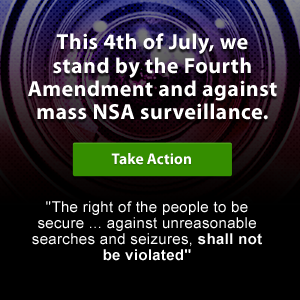 This 4th of July, we
stand by the Fourth
Amendment and against
mass NSA surveillance.
Take Action
"The right of the people to be
secure ... against unreasonable
searches and seizures, shall not
be violated"